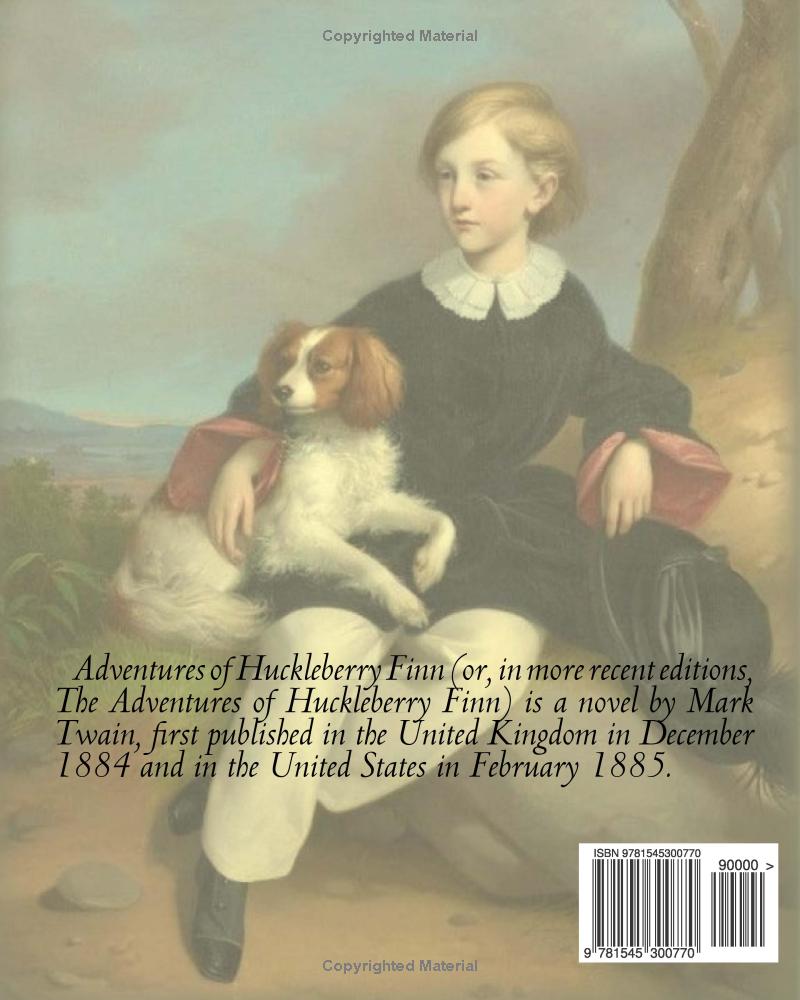 Copyrighted Material
Adventures of Huckleberry Finn (or, in more recent editions,
The Adventures of Huckleberry Finn) is a novel by Mark
Twain, first published in the United Kingdom in December
1884 and in the United States in February 1885.
ISBN 9781545300770
90000 >
9 781545 300770
Copyrighted Material